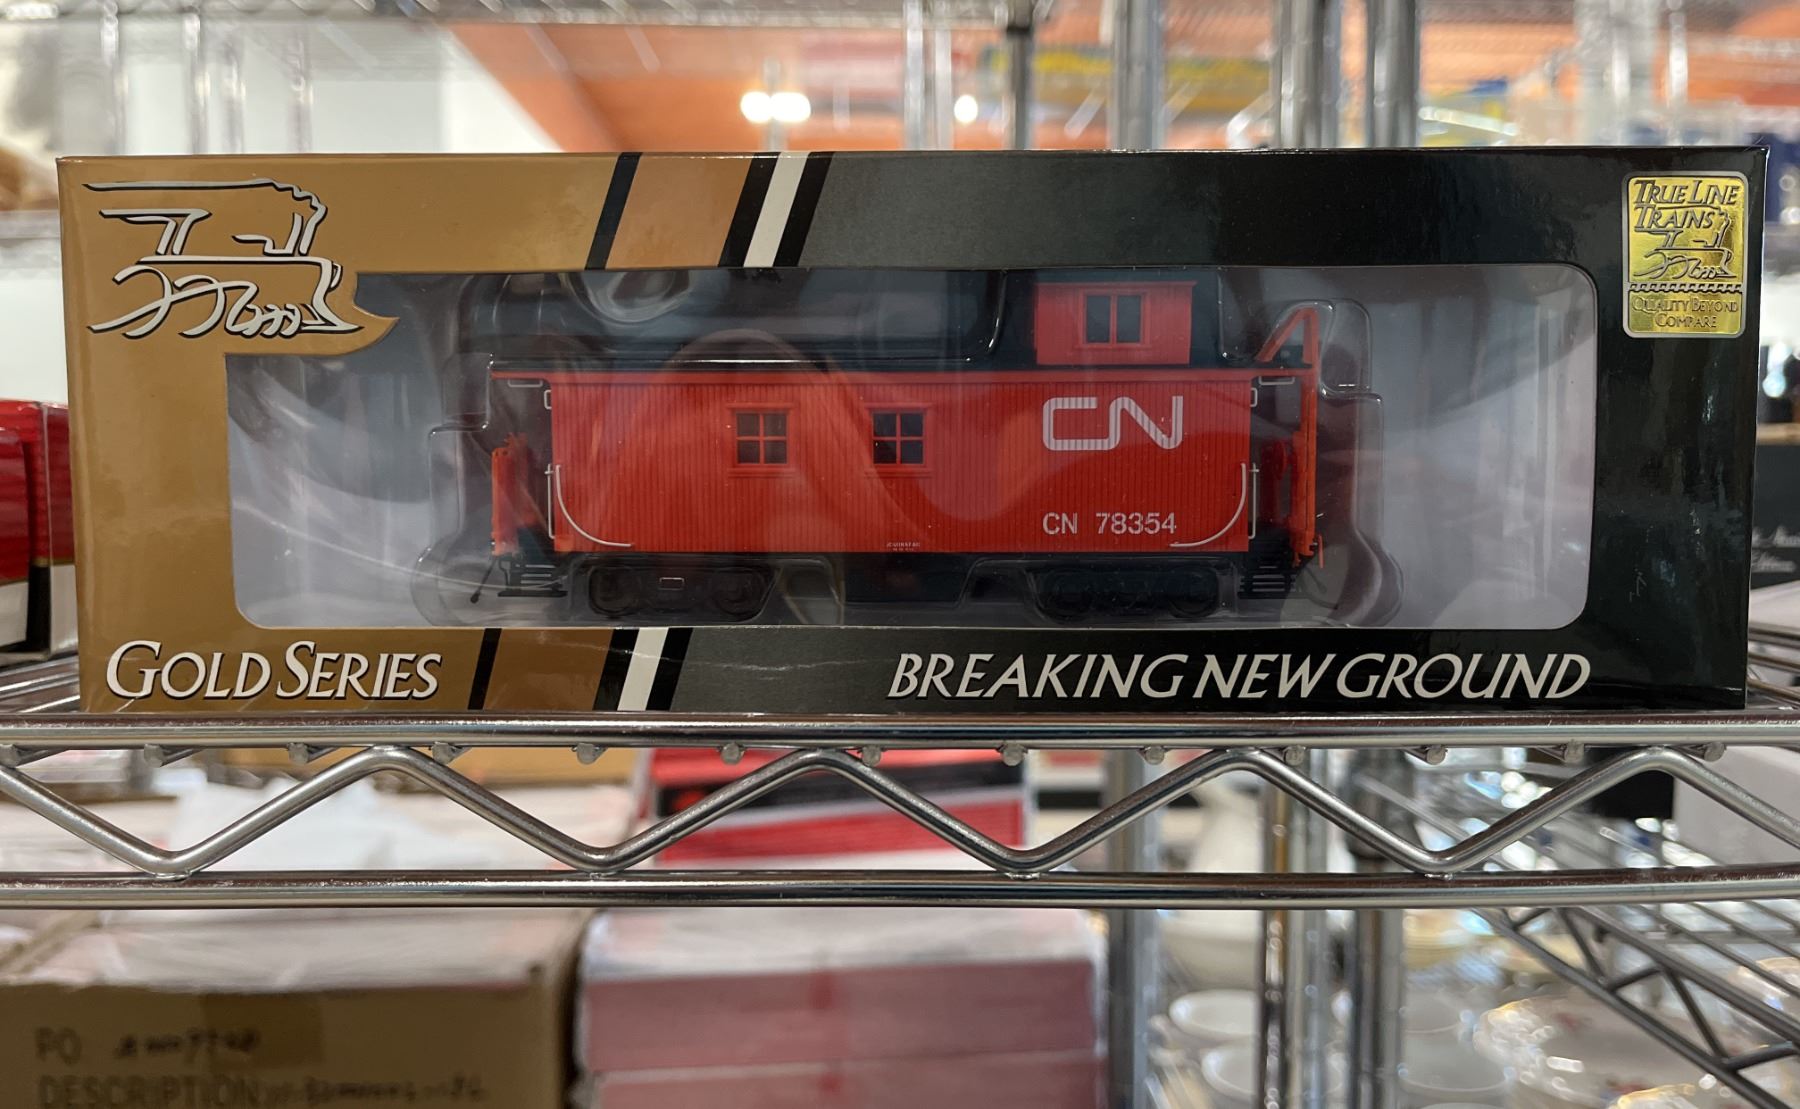 TRUE LINE
TRAINS
QUALITY BEYOND
COMPARE
CN
CN 78354
GOLD SERIES
BREAKING NEW GROUND
PO
DESCRIPTION